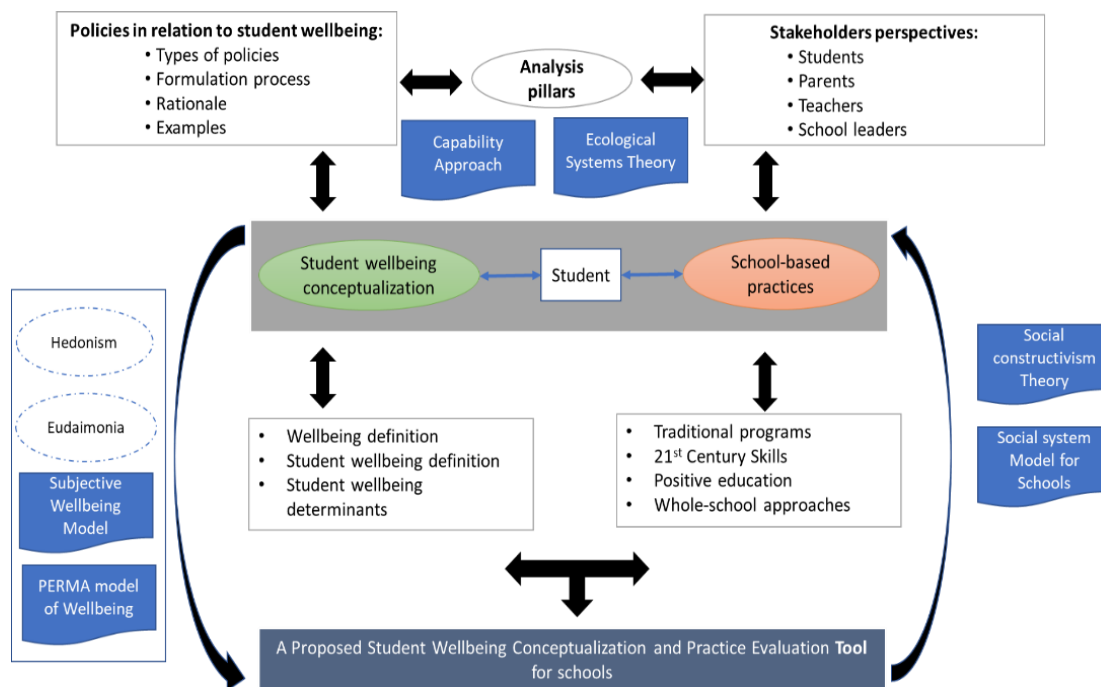 Policies in relation to student wellbeing:
• Types of policies
• Formulation process
• Rationale
• Examples
Analysis
pillars
Stakeholders perspectives:
• Students
• Parents
• Teachers
• School leaders
Capability
Approach
Ecological
Systems Theory
Student wellbeing
conceptualization
Student
School-based
practices
Hedonism
Eudaimonia
Subjective
Wellbeing
Model
PERMA model
of Wellbeing
Social
constructivism
Theory
Social system
Model for
Schools
• Wellbeing definition
• Student wellbeing definition
• Student wellbeing
determinants
• Traditional programs
• 21st Century Skills
• Positive education
• Whole-school approaches
A Proposed Student Wellbeing Conceptualization and Practice Evaluation Tool
for schools